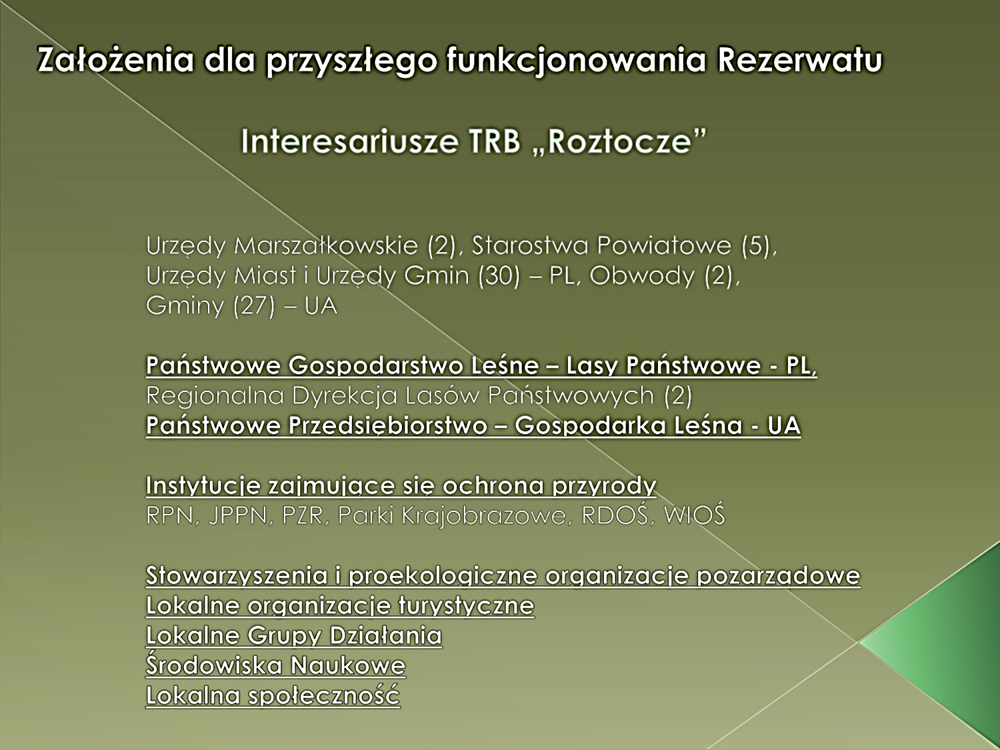 Założenia dla przyszłego funkcjonowania Rezerwatu
Interesariusze TRB „Roztocze”
Urzędy Marszałkowskie (2), Starostwa Powiatowe (5),
Urzędy Miast i Urzędy Gmin (30) – PL, Obwody (2),
Gminy (27) – UA
Państwowe Gospodarstwo Leśne – Lasy Państwowe - PL,
Regionalna Dyrekcja Lasów Państwowych (2)
Państwowe Przedsiębiorstwo – Gospodarka Leśna - UA
Instytucje zajmujące się ochrona przyrody
RPN, JPPN, PZR, Parki Krajobrazowe, RDOŚ, WIOŚ
Stowarzyszenia i proekologiczne organizacje pozarządowe
Lokalne organizacje turystyczne
Lokalne Grupy Działania
Środowiska Naukowe
Lokalna społeczność